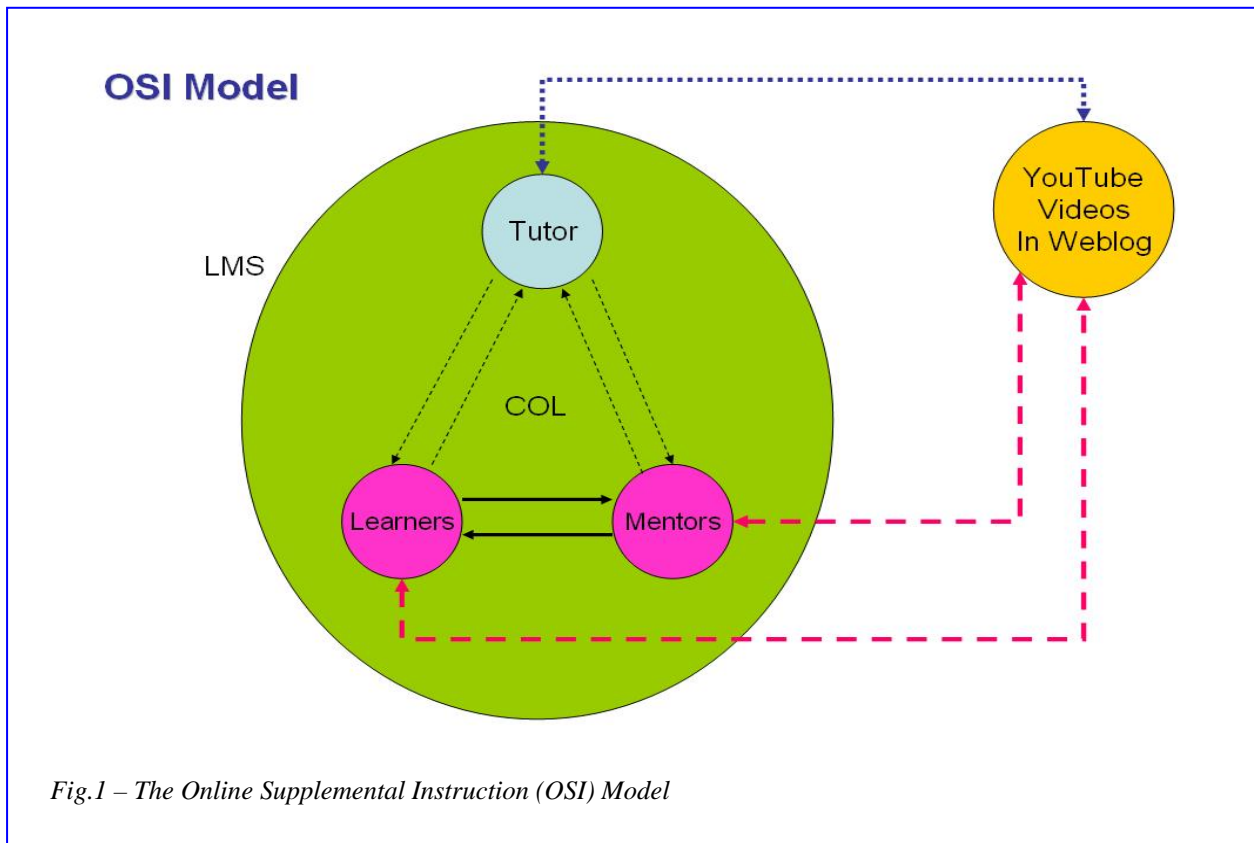 OSI Model
YouTube
Videos
In Weblog
Tutor
LMS
COL
Learners
Mentors
Fig.1 – The Online Supplemental Instruction (OSI) Model